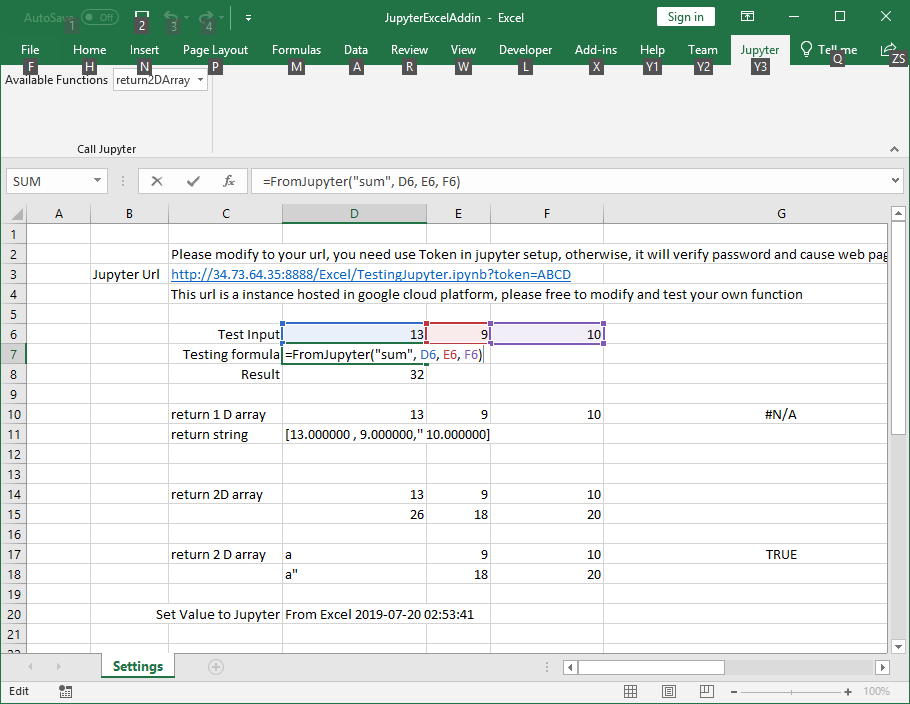 AutoSave Off JupyterExcelAddin - Excel Sign in
1 2 3 4
File Home Insert Page Layout Formulas Data Review View Developer Add-ins Help Team Jupyter Tell me
F H N P M A R W L X Y1 Y2 Y3 Q ZS
Available Functions return2DArray
Call Jupyter
SUM fx =FromJupyter("sum", D6, E6, F6)
A B C D E F G
1
2 Please modify to your url, you need use Token in jupyter setup, otherwise, it will verify password and cause web pag
3 Jupyter Url http://34.73.64.35:8888/Excel/TestingJupyter.ipynb?token=ABCD
4 This url is a instance hosted in google cloud platform, please free to modify and test your own function
5
6 Test Input 13 9 10
7 Testing formula =FromJupyter("sum", D6, E6, F6)
8 Result 32
9
10 return 1 D array 13 9 10 #N/A
11 return string [13.000000 , 9.000000," 10.000000]
12
13
14 return 2D array 13 9 10
15 26 18 20
16
17 return 2 D array a 9 10 TRUE
18 a" 18 20
19
20 Set Value to Jupyter From Excel 2019-07-20 02:53:41
21
22
Settings
Edit 100%